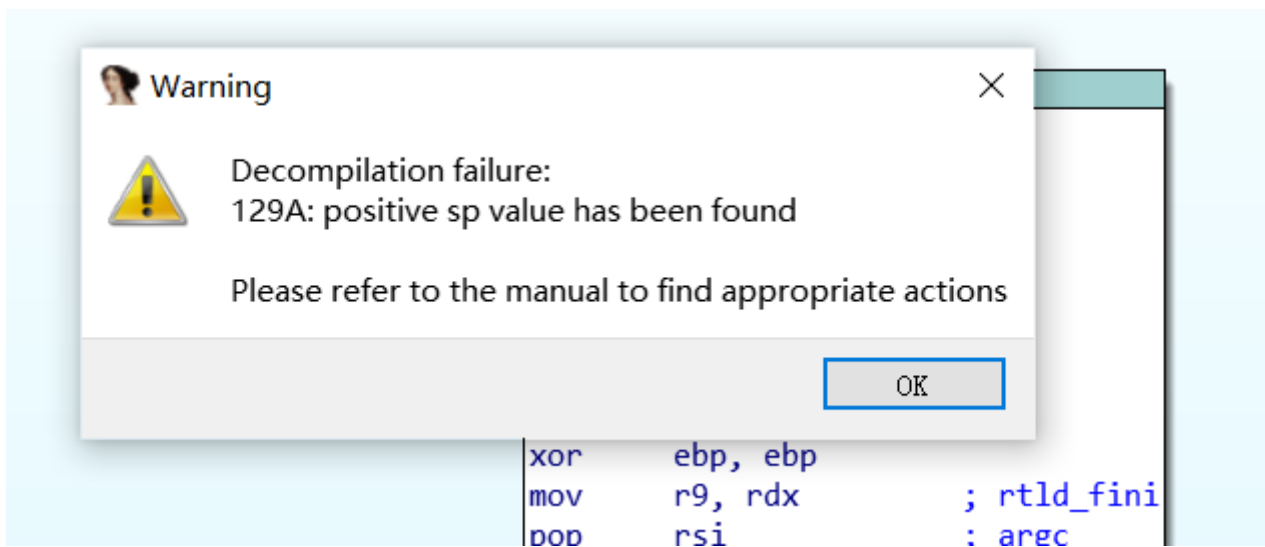 Warning
Decompilation failure:
129A: positive sp value has been found
Please refer to the manual to find appropriate actions
OK
xor ebp, ebp
mov r9, rdx ; rtld_fini
pop rsi ; argc